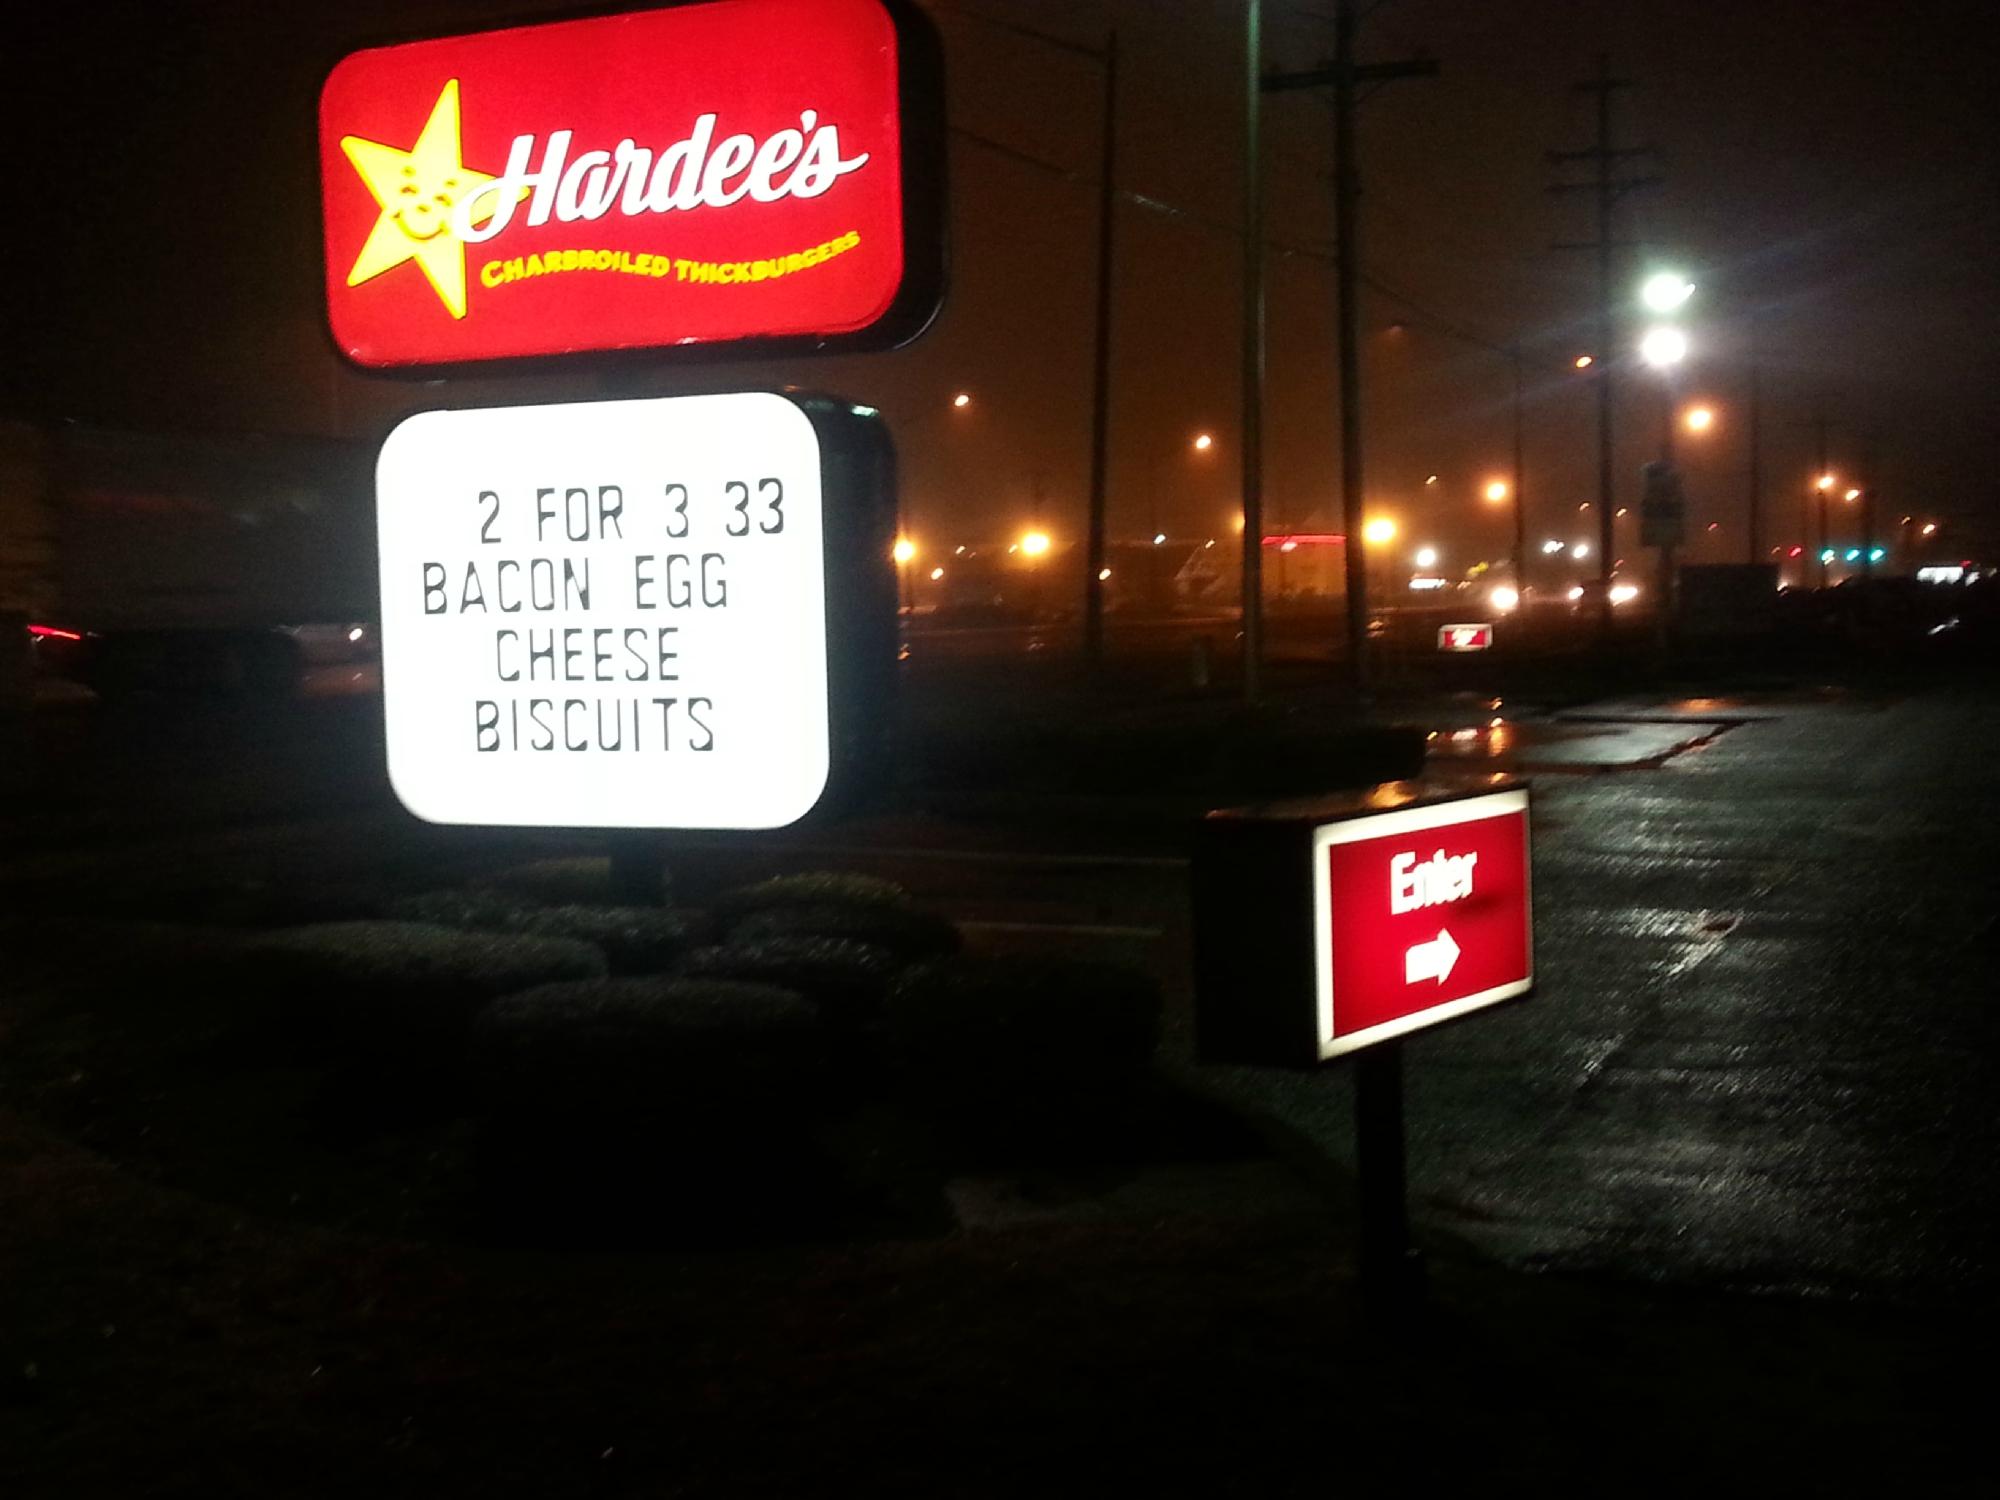 Hardee's
CHARBROILED THICKBURGERS
2 FOR 3 33
BACON EGG
CHEESE
BISCUITS
Enter